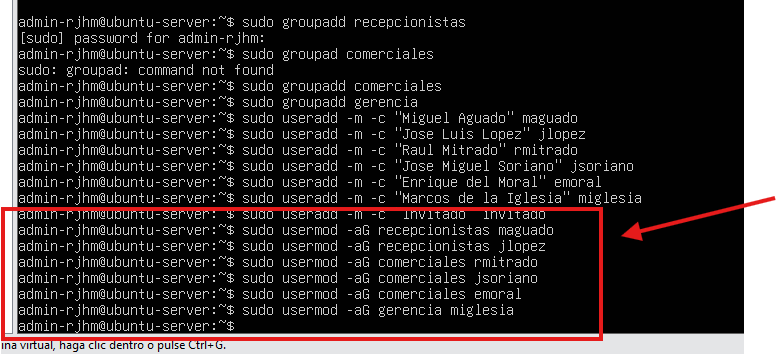 admin-rjhm@ubuntu-server:~$ sudo groupadd recepcionistas
[sudo] password for admin-rjhm:
admin-rjhm@ubuntu-server:~$ sudo groupad comerciales
sudo: groupad: command not found
admin-rjhm@ubuntu-server:~$ sudo groupadd comerciales
admin-rjhm@ubuntu-server:~$ sudo groupadd gerencia
admin-rjhm@ubuntu-server:~$ sudo useradd -m -c "Miguel Aguado" maguado
admin-rjhm@ubuntu-server:~$ sudo useradd -m -c "Jose Luis Lopez" jlopez
admin-rjhm@ubuntu-server:~$ sudo useradd -m -c "Raul Mitrado" rmitrado
admin-rjhm@ubuntu-server:~$ sudo useradd -m -c "Jose Miguel Soriano" jsoriano
admin-rjhm@ubuntu-server:~$ sudo useradd -m -c "Enrique del Moral" emoral
admin-rjhm@ubuntu-server:~$ sudo useradd -m -c "Marcos de la Iglesia" miglesia
admin-rjhm@ubuntu-server:~$ sudo useradd -m -c "Invitado" invitado
admin-rjhm@ubuntu-server:~$ sudo usermod -aG recepcionistas maguado
admin-rjhm@ubuntu-server:~$ sudo usermod -aG recepcionistas jlopez
admin-rjhm@ubuntu-server:~$ sudo usermod -aG comerciales rmitrado
admin-rjhm@ubuntu-server:~$ sudo usermod -aG comerciales jsoriano
admin-rjhm@ubuntu-server:~$ sudo usermod -aG comerciales emoral
admin-rjhm@ubuntu-server:~$ sudo usermod -aG gerencia miglesia
admin-rjhm@ubuntu-server:~$
ina virtual, haga clic dentro o pulse Ctrl+G.